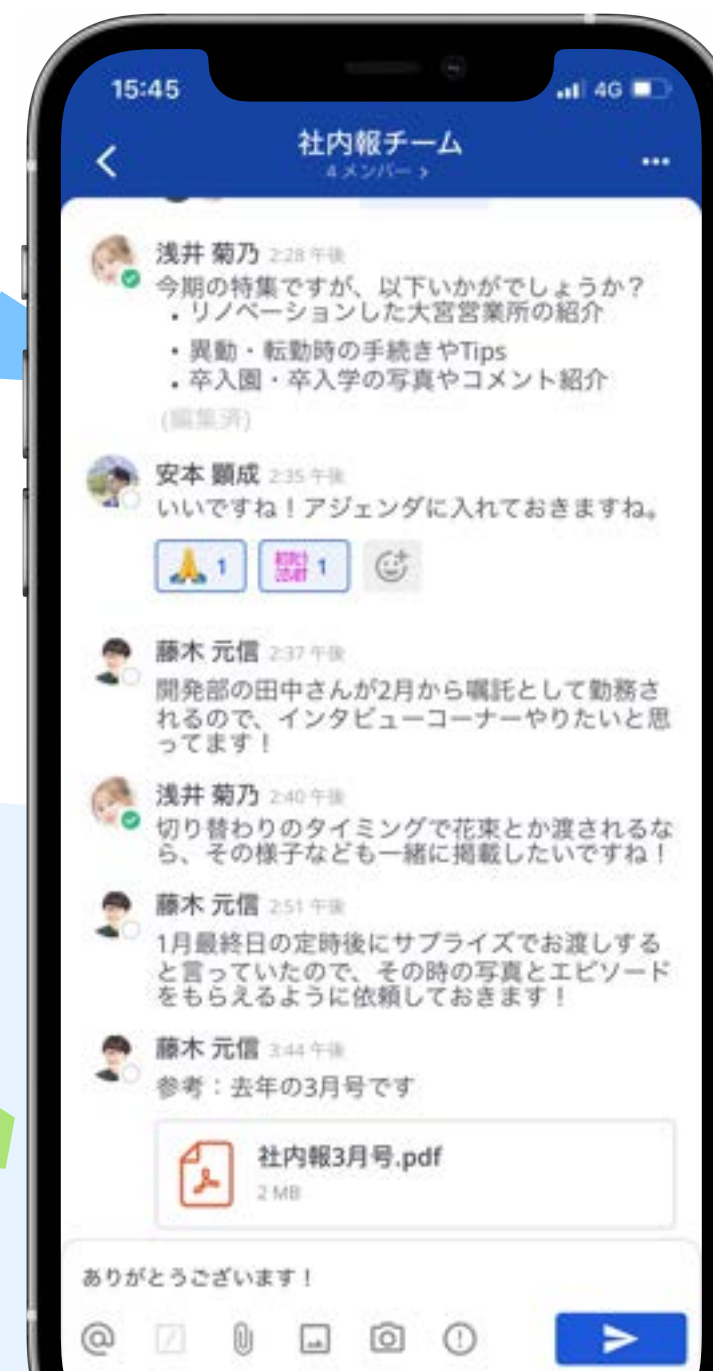 15:45
4G
社内報チーム
4メンバー >
浅井 菊乃 2:28 午後
今期の特集ですが、以下いかがでしょうか？
・リノベーションした大宮営業所の紹介
・異動・転勤時の手続きやTips
・卒入園・卒入学の写真やコメント紹介
(編集済)
安本 顕成 2:35 午後
いいですね！アジェンダに入れておきますね。
1
1
藤木 元信 2:37 午後
開発部の田中さんが2月から嘱託として勤務さ
れるので、インタビューコーナーやりたいと思
ってます！
浅井 菊乃 2:40 午後
切り替わりのタイミングで花束とか渡されるな
ら、その様子なども一緒に掲載したいですね！
藤木 元信 2:51 午後
1月最終日の定時後にサプライズでお渡しする
と言っていたので、その時の写真とエピソード
をもらえるように依頼しておきます！
藤木 元信 3:44 午後
参考：去年の3月号です
社内報3月号.pdf
2 MB
ありがとうございます！